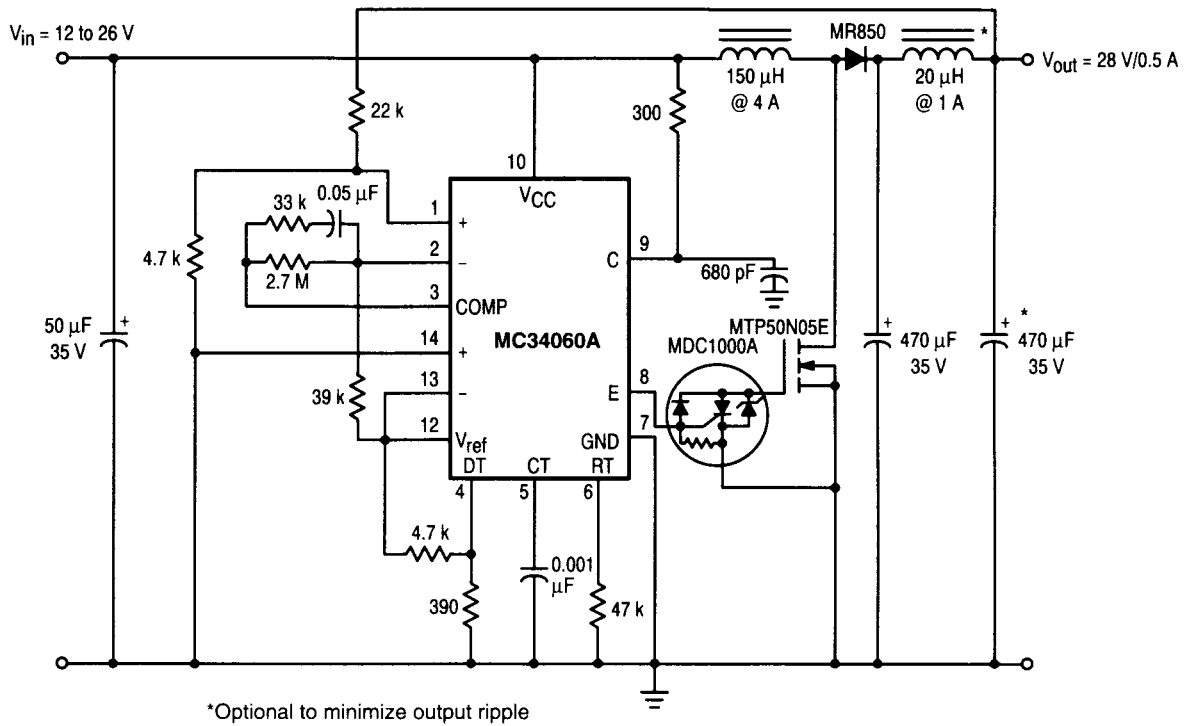 V_in = 12 to 26 V
MR850
*
V_out = 28 V/0.5 A
150 μH
@ 4 A
20 μH
@ 1 A
22 k
300
10
V_CC
33 k
0.05 μF
1
+
2
−
2.7 M
3
COMP
4.7 k
9
C
680 pF
MC34060A
14
+
50 μF
35 V
+
MTP50N05E
MDC1000A
+
470 μF
35 V
+
*
470 μF
35 V
39 k
13
−
8
E
12
V_ref
7
GND
DT
CT
RT
4
5
6
4.7 k
0.001
μF
390
47 k
*Optional to minimize output ripple